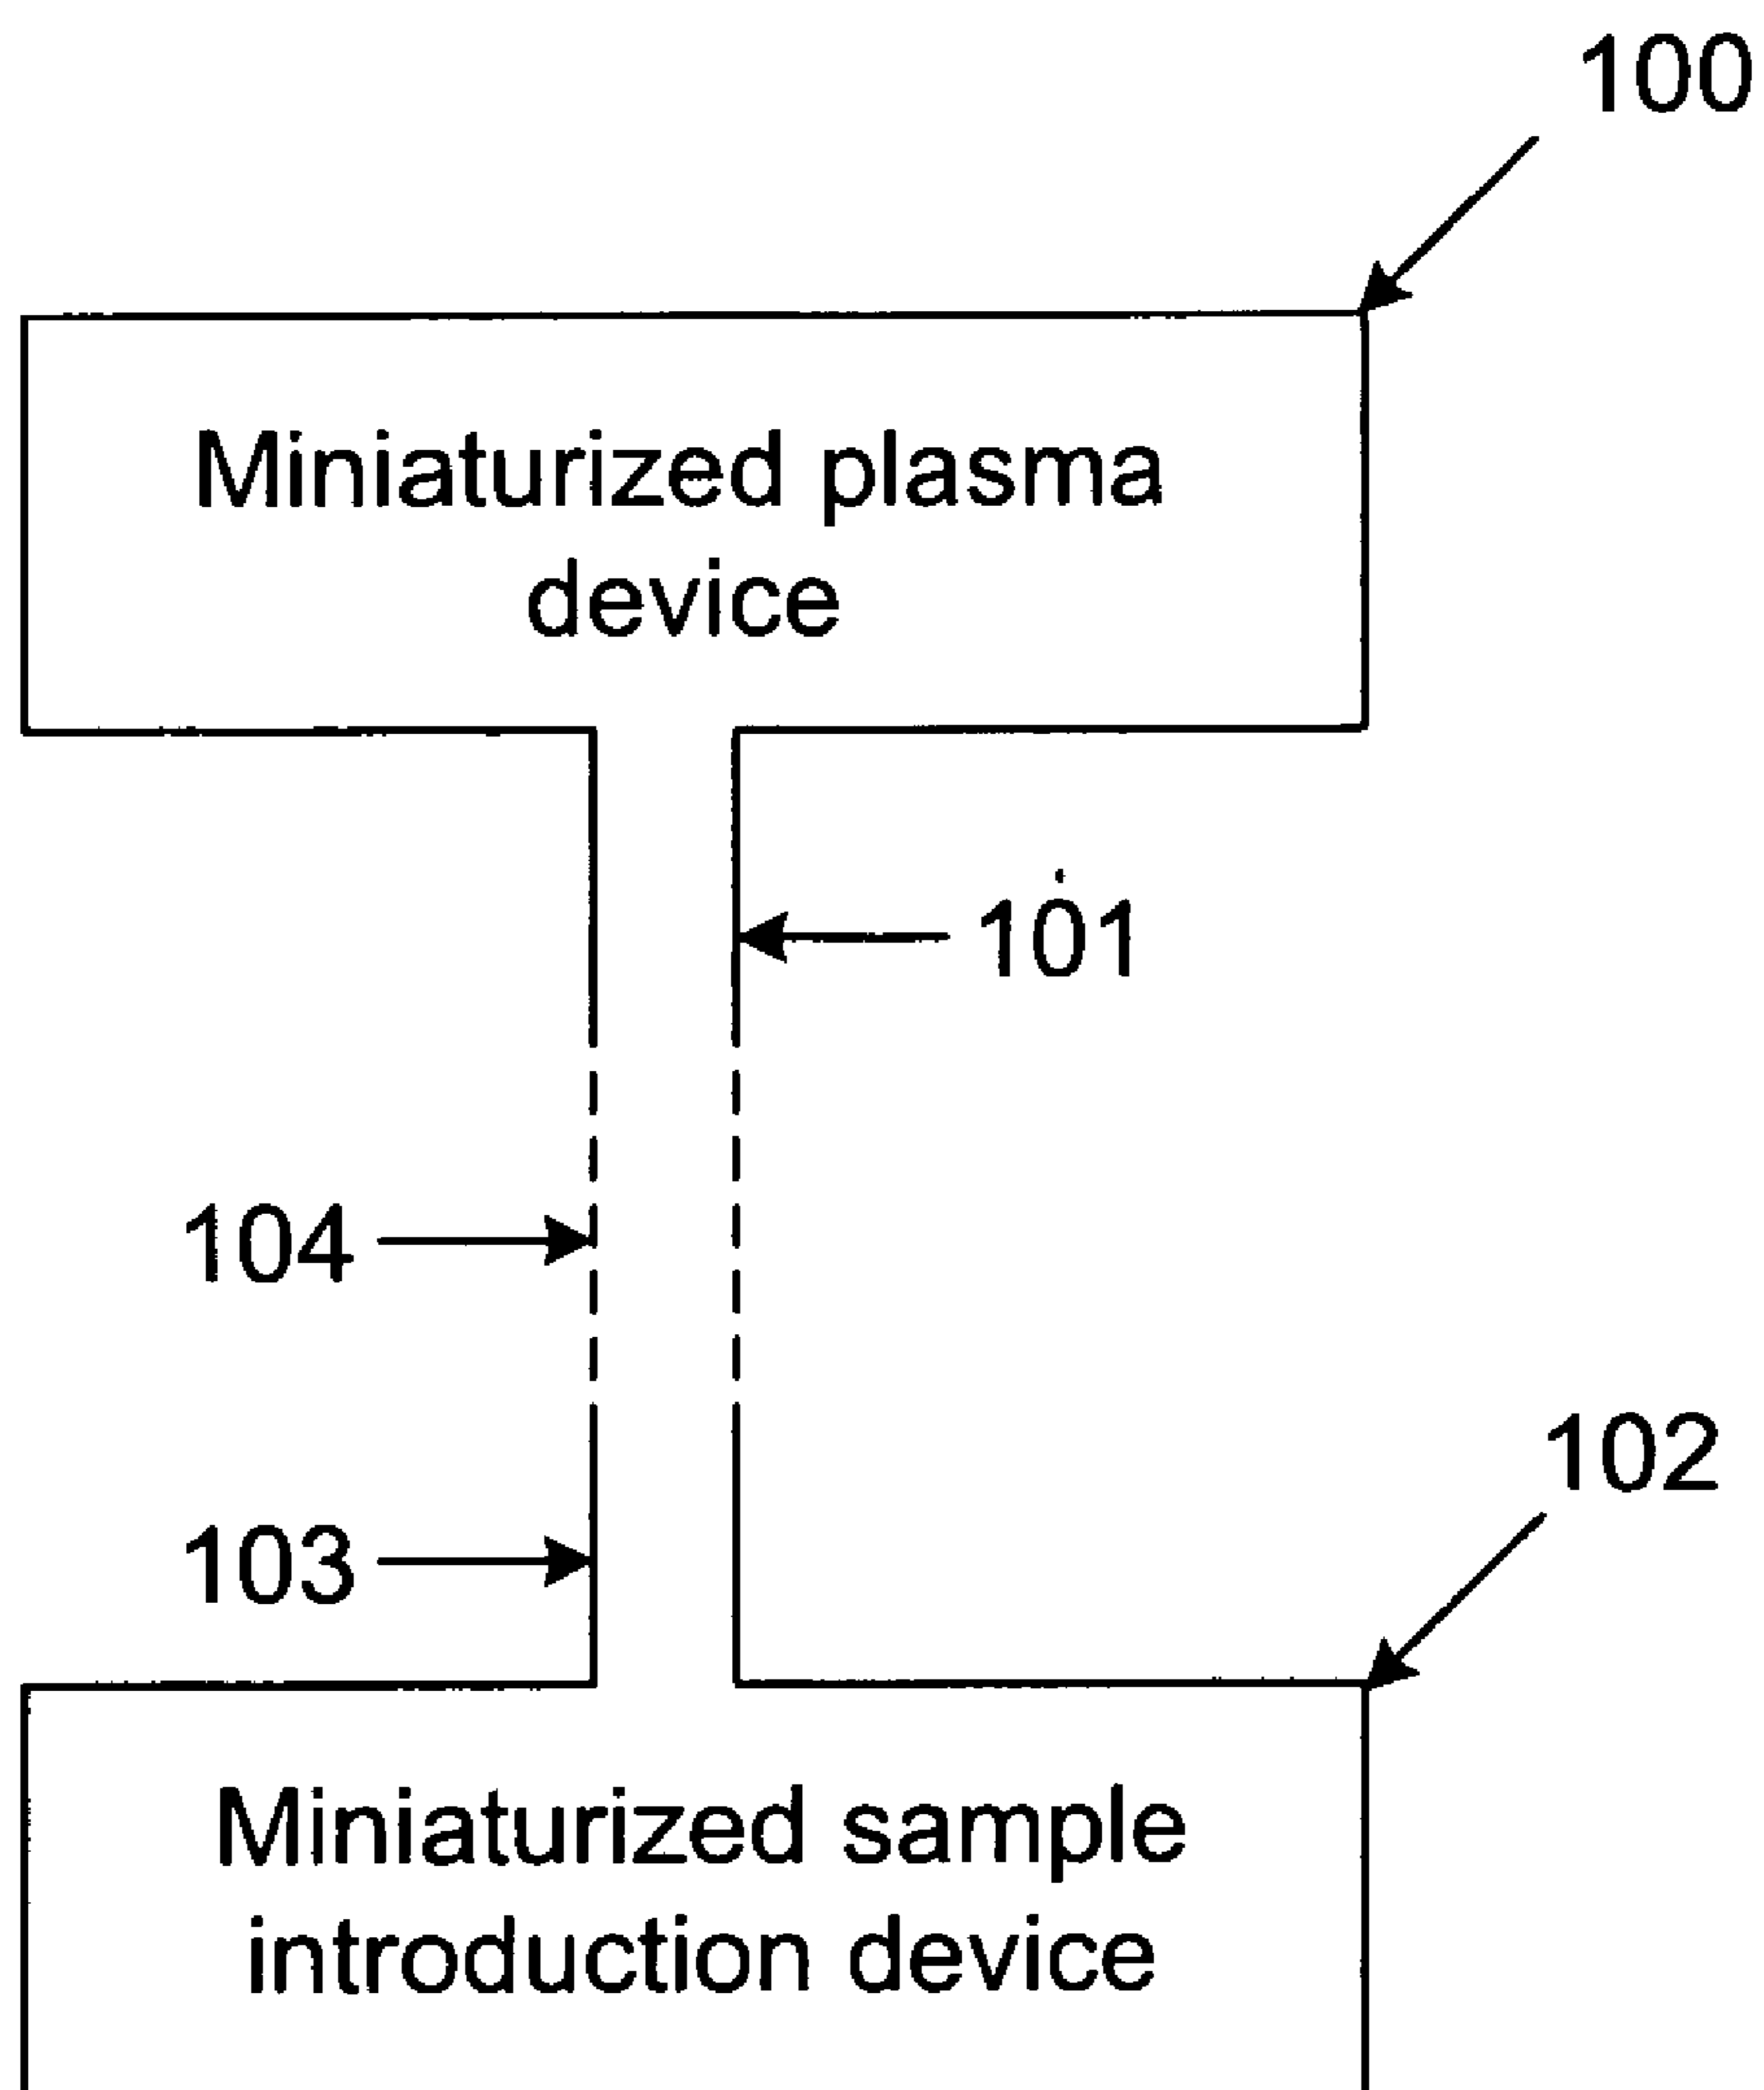 100
Miniaturized plasma
device
101
104
102
103
Miniaturized sample
introduction device